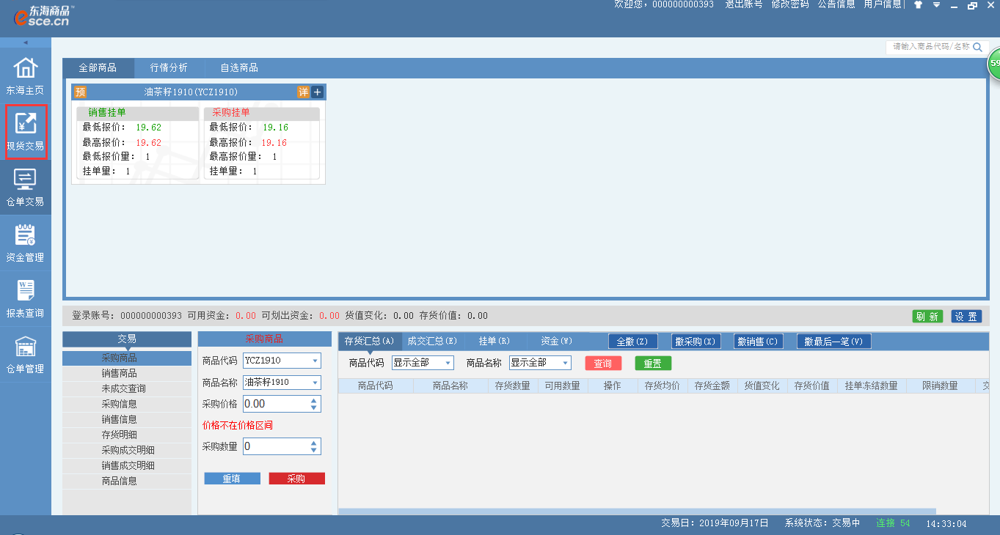 东海商品™
esce.cn
欢迎您，000000000393 退出账号 修改密码 公告信息 用户信息
请输入商品代码/名称
59
东海主页
现货交易
仓单交易
资金管理
报表查询
仓单管理
全部商品 行情分析 自选商品
预 油茶籽1910(YCZ1910) 详 +
销售挂单 采购挂单
最低报价： 19.62 最低报价： 19.16
最高报价： 19.62 最高报价： 19.16
最低报价量： 1 最高报价量： 1
挂单量： 1 挂单量： 1
登录账号：000000000393 可用资金：0.00 可划出资金：0.00 货值变化：0.00 存货价值：0.00 刷 新 设 置
交易
采购商品
销售商品
未成交查询
采购信息
销售信息
存货明细
采购成交明细
销售成交明细
商品信息
采购商品
商品代码 YCZ1910
商品名称 油茶籽1910
采购价格 0.00
价格不在价格区间
采购数量 0
重填 采购
存货汇总(A) 成交汇总(E) 挂单(R) 资金(W) 全撤(Z) 撤采购(X) 撤销售(C) 撤最后一笔(V)
商品代码 显示全部 商品名称 显示全部 查询 重置
商品代码 商品名称 存货数量 可用数量 操作 存货均价 存货金额 货值变化 存货价值 挂单冻结数量 限销数量 交
交易日：2019年09月17日 系统状态：交易中 连接 54 14:33:04